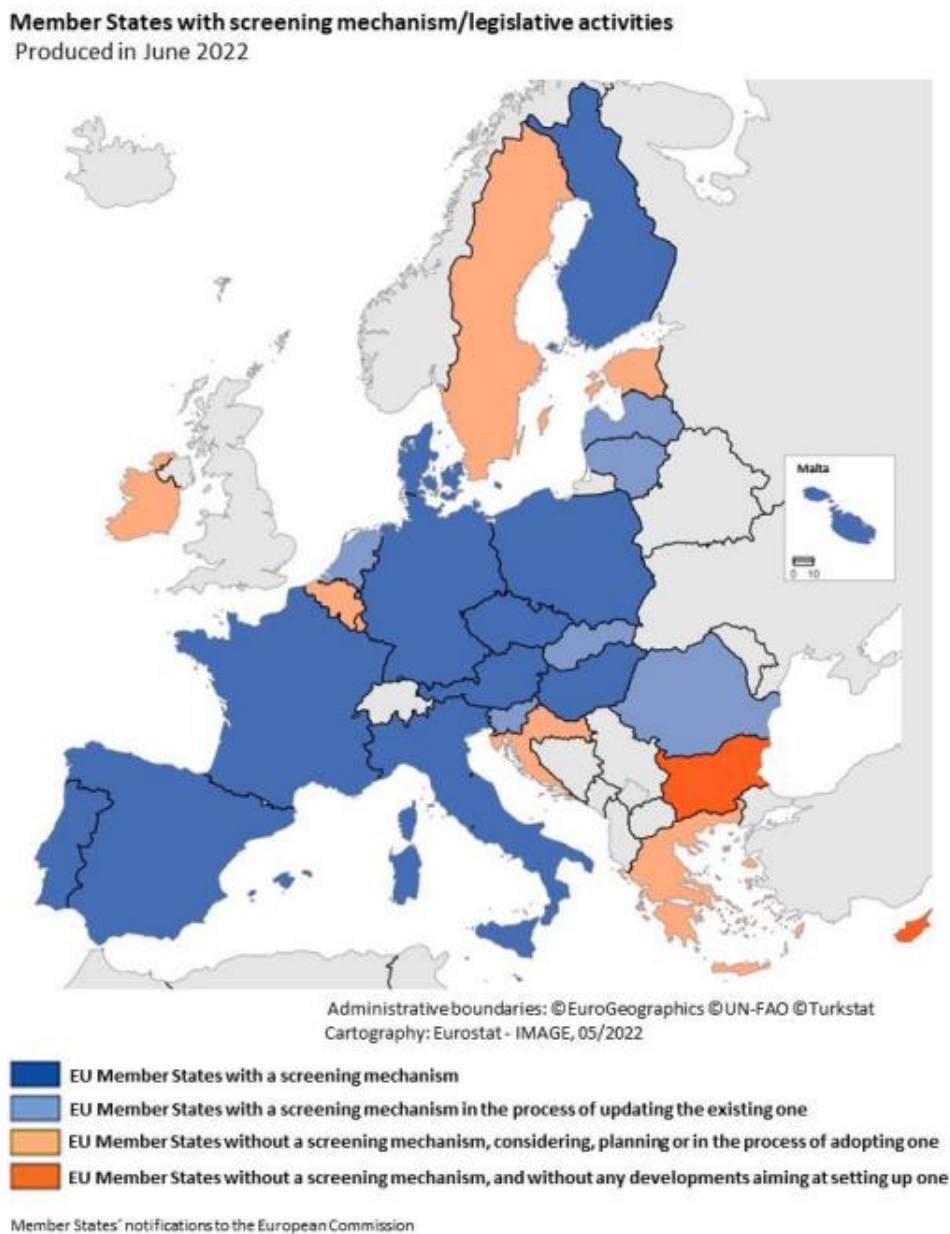 Member States with screening mechanism/legislative activities
Produced in June 2022
Malta
0 10
Administrative boundaries: ©EuroGeographics ©UN-FAO ©Turkstat
Cartography: Eurostat - IMAGE, 05/2022
EU Member States with a screening mechanism
EU Member States with a screening mechanism in the process of updating the existing one
EU Member States without a screening mechanism, considering, planning or in the process of adopting one
EU Member States without a screening mechanism, and without any developments aiming at setting up one
Member States' notifications to the European Commission